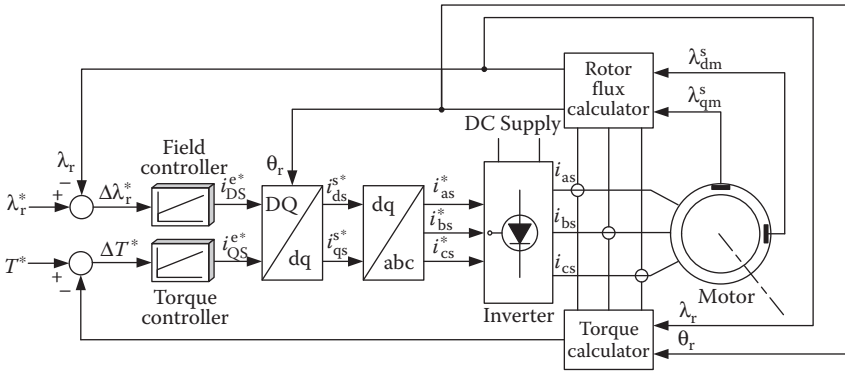 λ_dm^s
Rotor
flux
calculator
λ_qm^s
DC Supply
λ_r
Field
controller
θ_r
i_as
λ_r^*
+
−
Δλ_r^*
i_DS^e*
DQ
dq
i_ds^s*
dq
abc
i_as^*
i_bs^*
i_bs
T^*
+
−
ΔT^*
i_QS^e*
i_qs^s*
i_cs^*
i_cs
Torque
controller
Inverter
Motor
Torque
calculator
λ_r
θ_r